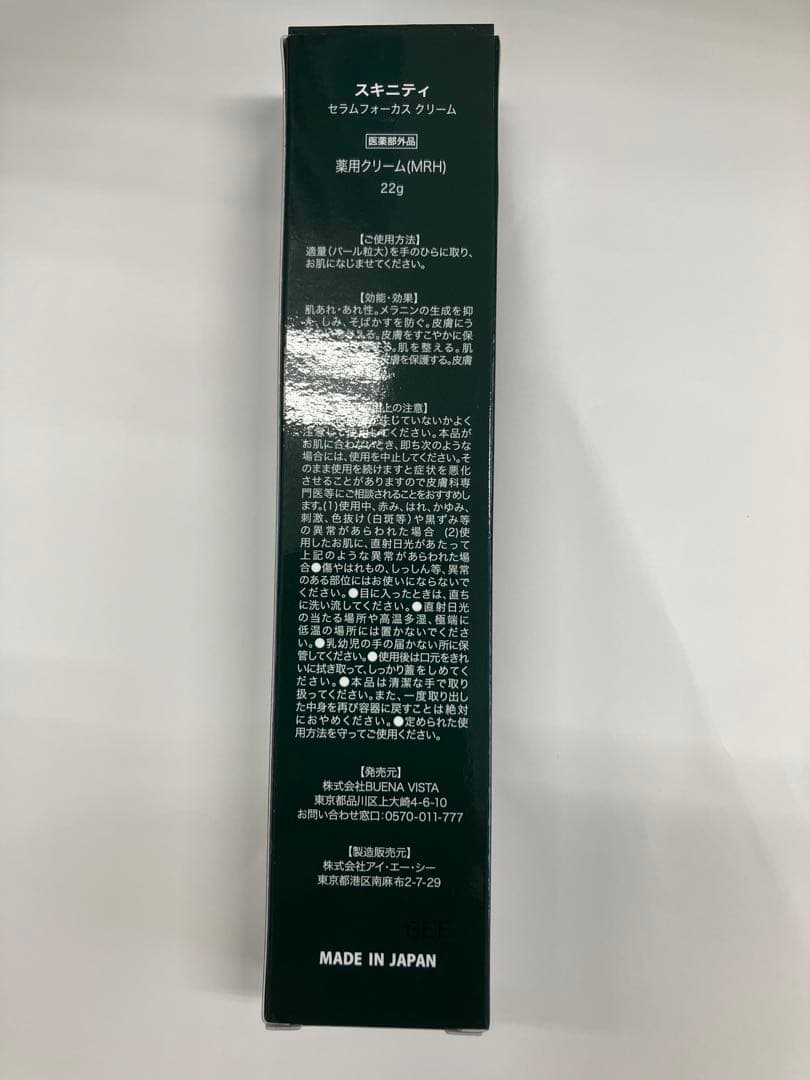 スキニティ
セラムフォーカス クリーム
医薬部外品
薬用クリーム(MRH)
22g
【ご使用方法】
適量(パール粒大)を手のひらに取り、
お肌になじませてください。
【効能・効果】
肌あれ・あれ性。メラニンの生成を抑
え、しみ、そばかすを防ぐ。皮膚にう
える。皮膚をすこやかに保
る。肌を整える。肌
皮膚を保護する。皮膚
上の注意】
生じていないかよく
注意して使用してください。本品が
お肌に合わないとき、即ち次のような
場合には、使用を中止してください。そ
のまま使用を続けますと症状を悪化
させることがありますので皮膚科専
門医等にご相談されることをおすすめし
ます。(1)使用中、赤み、はれ、かゆみ、
刺激、色抜け(白斑等)や黒ずみ等
の異常があらわれた場合 (2)使
用したお肌に、直射日光があたって
上記のような異常があらわれた場
合●傷やはれもの、しっしん等、異常
のある部位にはお使いにならないで
ください。●目に入ったときは、直ち
に洗い流してください。●直射日光
の当たる場所や高温多湿、極端に
低温の場所には置かないでくださ
い。●乳幼児の手の届かない所に保
管してください。●使用後は口元をきれ
いに拭き取って、しっかり蓋をしめてく
ださい。●本品は清潔な手で取り
扱ってください。また、一度取り出し
た中身を再び容器に戻すことは絶対
におやめください。●定められた使
用方法を守ってご使用ください。
【発売元】
株式会社BUENA VISTA
東京都品川区上大崎4-6-10
お問い合わせ窓口:0570-011-777
【製造販売元】
株式会社アイ・エー・シー
東京都港区南麻布2-7-29
GEE
MADE IN JAPAN